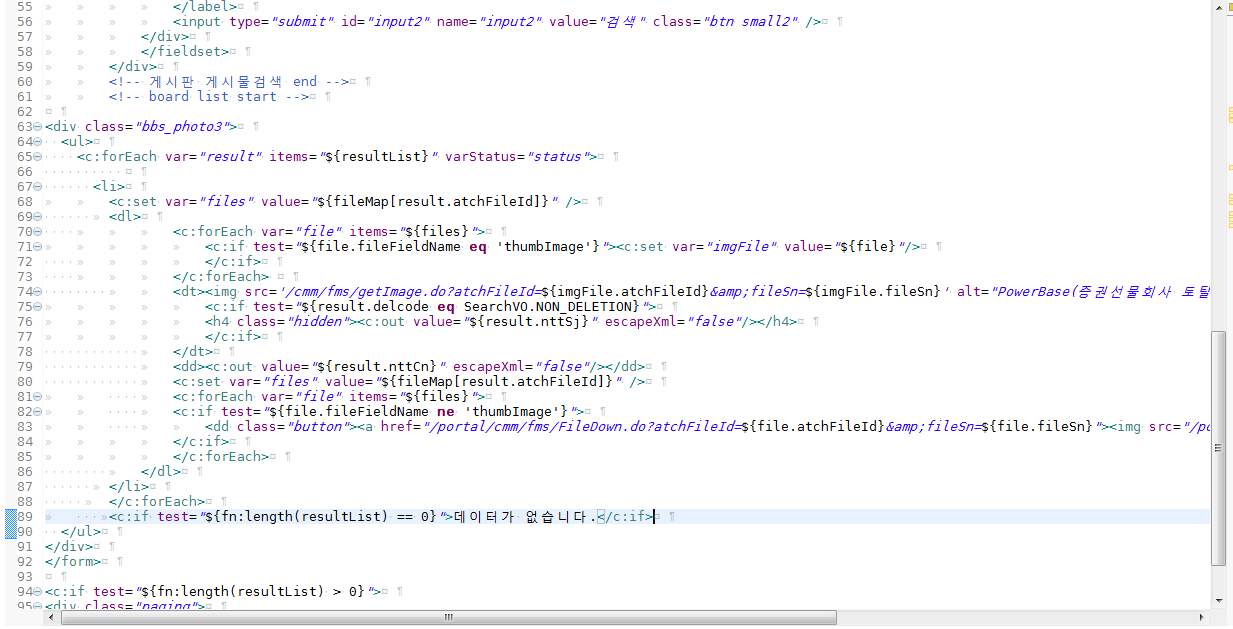 55 </label>
56 <input type="submit" id="input2" name="input2" value="검색" class="btn small2" />
57 </div>
58 </fieldset>
59 </div>
60 <!-- 게시판 게시물검색 end -->
61 <!-- board list start -->
62
63 <div class="bbs_photo3">
64 <ul>
65 <c:forEach var="result" items="${resultList}" varStatus="status">
66
67 <li>
68 <c:set var="files" value="${fileMap[result.atchFileId]}" />
69 <dl>
70 <c:forEach var="file" items="${files}">
71 <c:if test="${file.fileFieldName eq 'thumbImage'}"><c:set var="imgFile" value="${file}"/>
72 </c:if>
73 </c:forEach>
74 <dt><img src='/cmm/fms/getImage.do?atchFileId=${imgFile.atchFileId}&amp;fileSn=${imgFile.fileSn}' alt="PowerBase(증권선물회사 토탈
75 <c:if test="${result.delcode eq SearchVO.NON_DELETION}">
76 <h4 class="hidden"><c:out value="${result.nttSj}" escapeXml="false"/></h4>
77 </c:if>
78 </dt>
79 <dd><c:out value="${result.nttCn}" escapeXml="false"/></dd>
80 <c:set var="files" value="${fileMap[result.atchFileId]}" />
81 <c:forEach var="file" items="${files}">
82 <c:if test="${file.fileFieldName ne 'thumbImage'}">
83 <dd class="button"><a href="/portal/cmm/fms/FileDown.do?atchFileId=${file.atchFileId}&amp;fileSn=${file.fileSn}"><img src="/po
84 </c:if>
85 </c:forEach>
86 </dl>
87 </li>
88 </c:forEach>
89 <c:if test="${fn:length(resultList) == 0}">데이터가 없습니다.</c:if>
90 </ul>
91 </div>
92 </form>
93
94 <c:if test="${fn:length(resultList) > 0}">
95 <div class="paging">